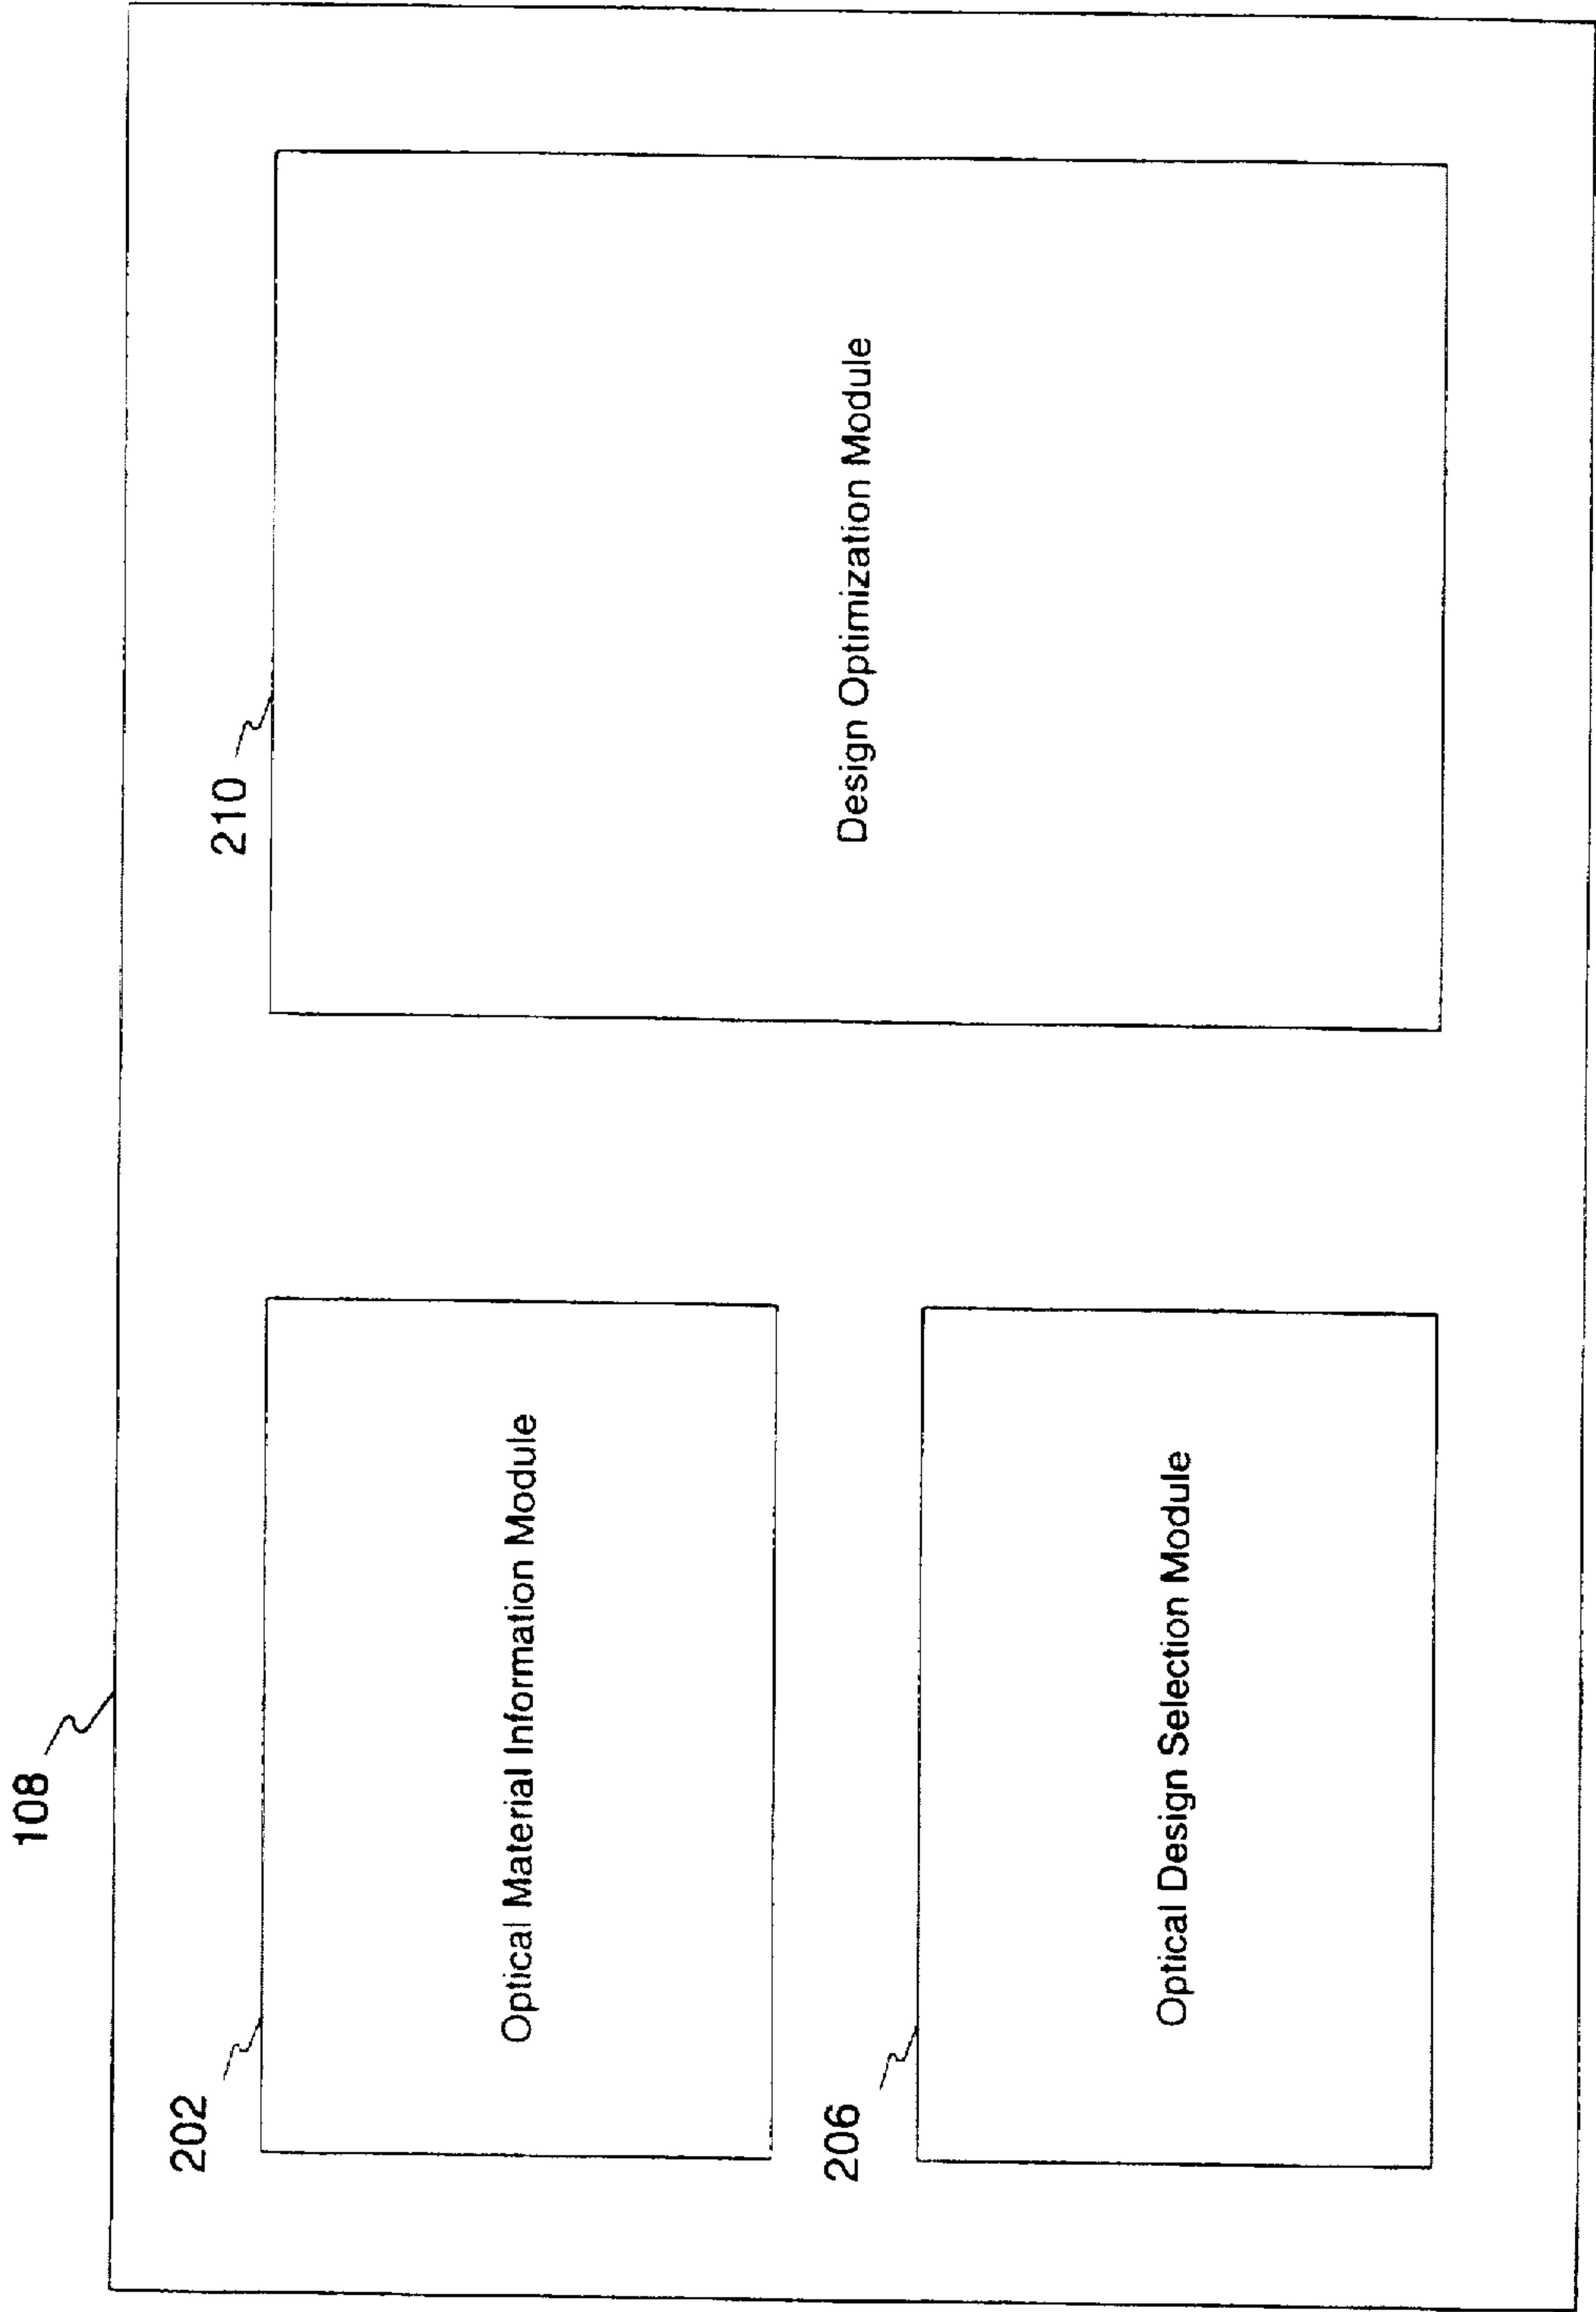 108
202
Optical Material Information Module
210
Design Optimization Module
206
Optical Design Selection Module